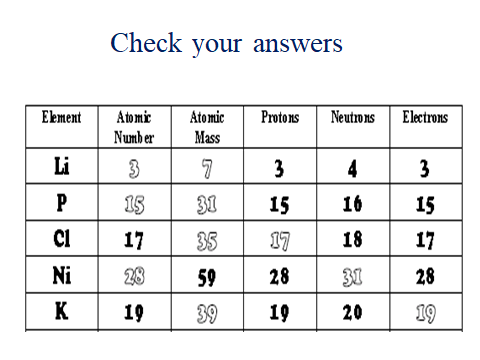 Check your answers
Element Atomic Number Atomic Mass Protons Neutrons Electrons
Li 3 7 3 4 3
P 15 31 15 16 15
Cl 17 35 17 18 17
Ni 28 59 28 31 28
K 19 39 19 20 19